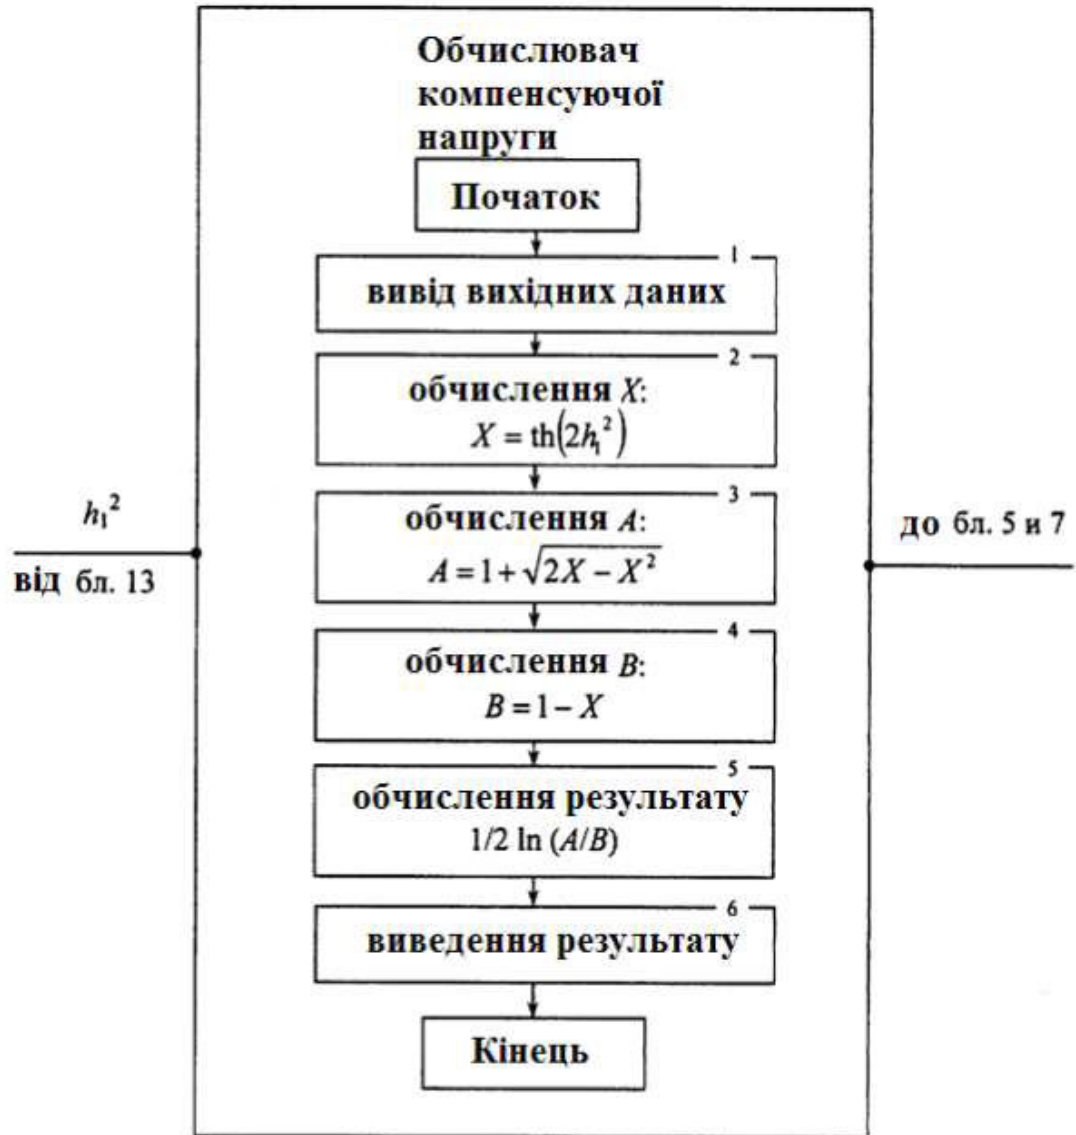 Обчислювач
компенсуючої
напруги
Початок
1
вивід вихідних даних
2
обчислення X:
X = th(2h₁²)
3
обчислення A:
A = 1 + √(2X − X²)
4
обчислення B:
B = 1 − X
5
обчислення результату
1/2 ln (A/B)
6
виведення результату
Кінець
h₁²
від бл. 13
до бл. 5 и 7